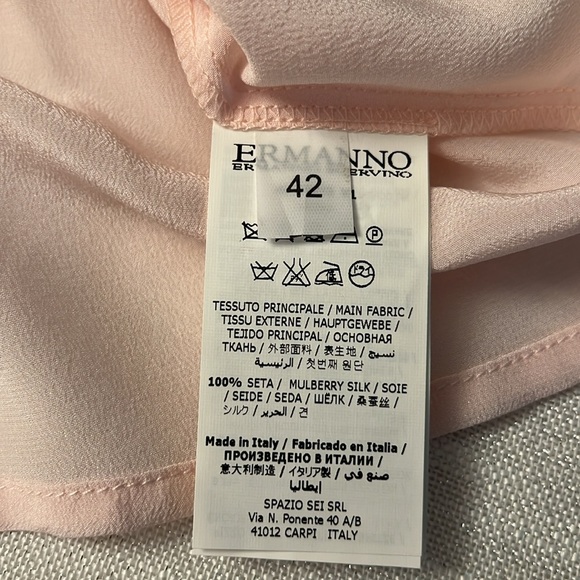 ERMANNO
42
TESSUTO PRINCIPALE / MAIN FABRIC /
TISSU EXTERNE / HAUPTGEWEBE /
TEJIDO PRINCIPAL / ОСНОВНАЯ
ТКАНЬ / 外部面料 / 表生地 / نسيج
الرئيسية / 첫번째 원단
100% SETA / MULBERRY SILK / SOIE
/ SEIDE / SEDA / ШЁЛК / 桑蚕丝 /
シルク / الحرير / 견
Made in Italy / Fabricado en Italia /
ПРОИЗВЕДЕНО В ИТАЛИИ /
意大利制造 / イタリア製 / صنع في
إيطاليا
SPAZIO SEI SRL
Via N. Ponente 40 A/B
41012 CARPI ITALY